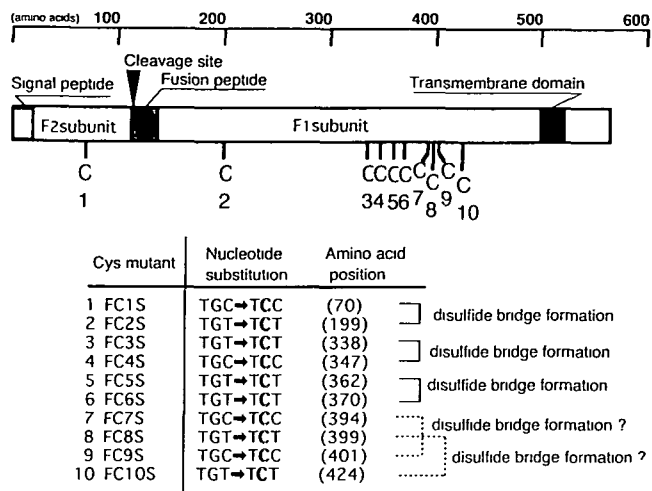 (amino acids) 100 200 300 400 500 600
Cleavage site
Signal peptide Fusion peptide Transmembrane domain
F2subunit F1subunit
C C CCCC C C C C
1 2 3456 7 8 9 10
Cys mutant Nucleotide substitution Amino acid position
1 FC1S TGC→TCC (70)
2 FC2S TGT→TCT (199)
disulfide bridge formation
3 FC3S TGT→TCT (338)
4 FC4S TGC→TCC (347)
disulfide bridge formation
5 FC5S TGT→TCT (362)
6 FC6S TGT→TCT (370)
disulfide bridge formation
7 FC7S TGC→TCC (394)
disulfide bridge formation ?
8 FC8S TGT→TCT (399)
9 FC9S TGC→TCC (401)
disulfide bridge formation ?
10 FC10S TGT→TCT (424)